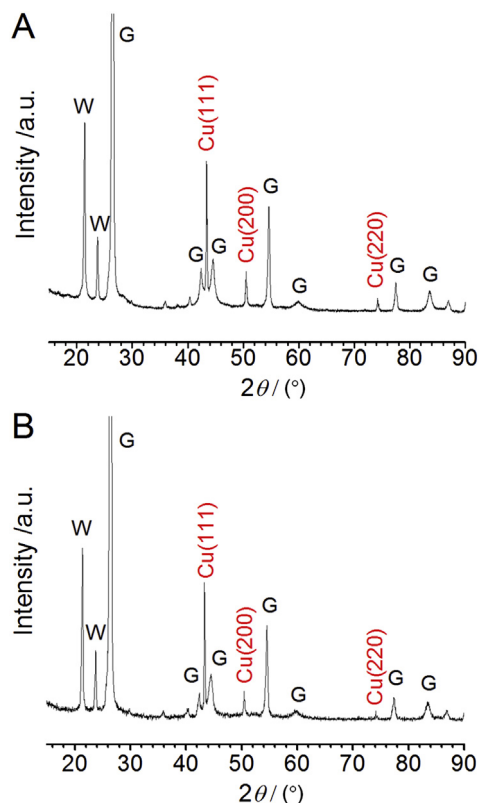 A
G
W
Cu(111)
W
Cu(200)
G
G
G
Cu(220)
G
G
G
Intensity /a.u.
20 30 40 50 60 70 80 90
2θ / (°)
B
G
W
Cu(111)
W
Cu(200)
G
G
G
Cu(220)
G
G
G
Intensity /a.u.
20 30 40 50 60 70 80 90
2θ / (°)